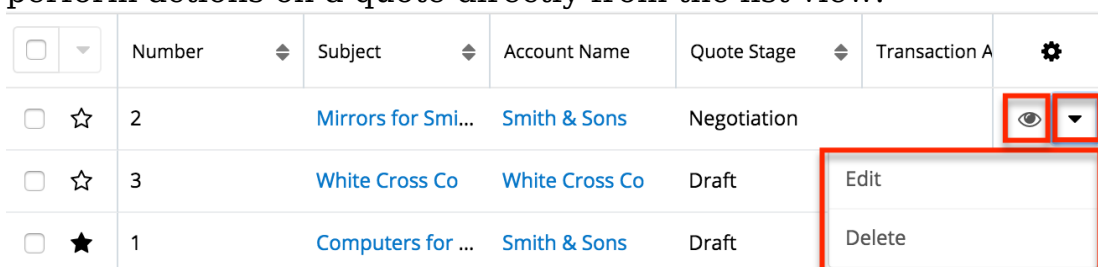 perform actions on a quote directly from the list view.
Number Subject Account Name Quote Stage Transaction A
2 Mirrors for Smi... Smith & Sons Negotiation
3 White Cross Co White Cross Co Draft Edit
1 Computers for ... Smith & Sons Draft Delete